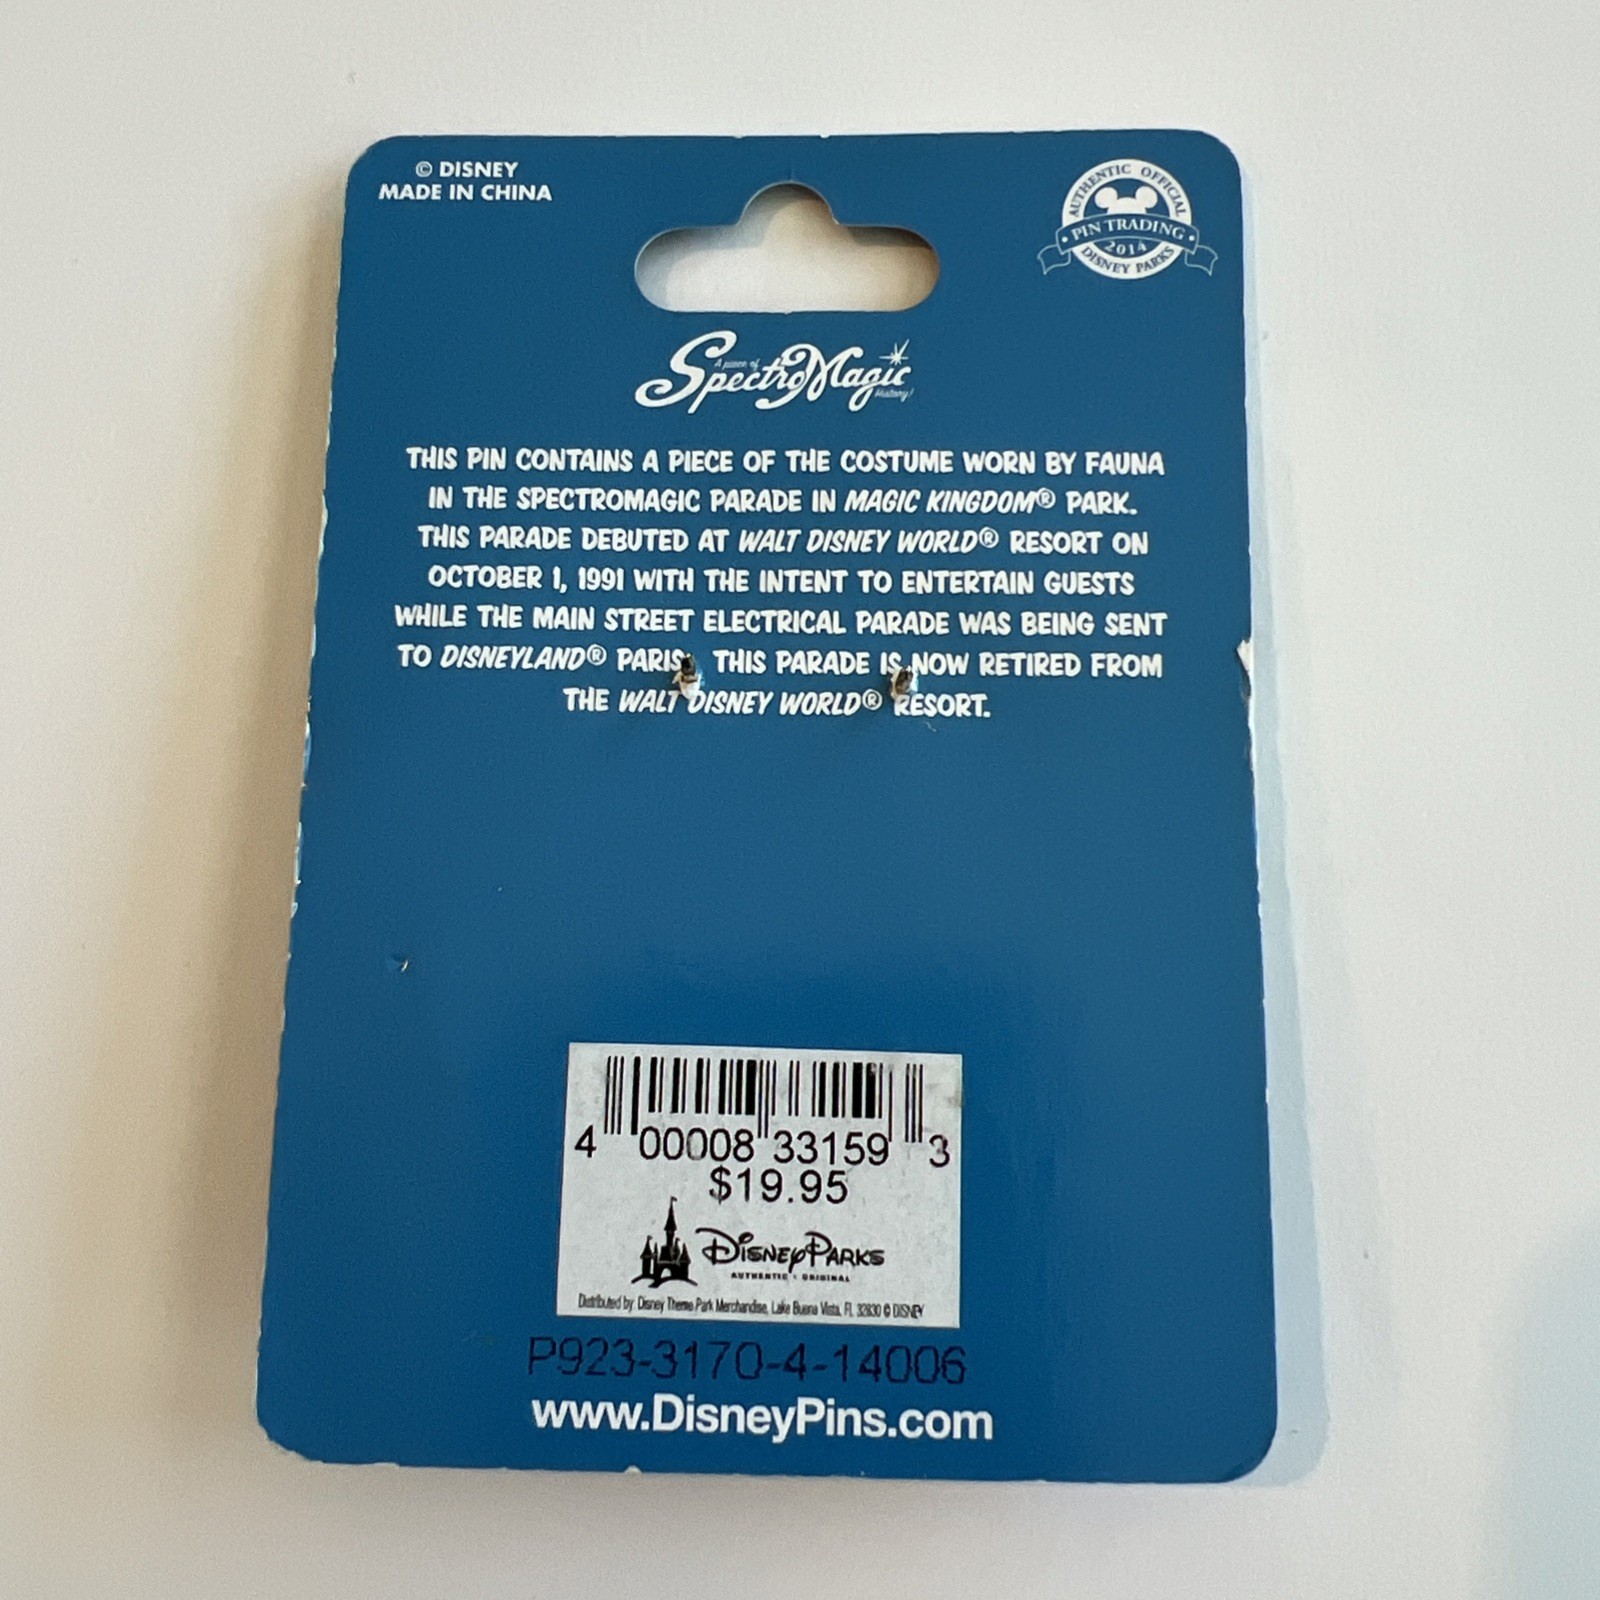 © DISNEY
MADE IN CHINA
AUTHENTIC OFFICIAL
• PIN TRADING •
2014
DISNEY PARKS
A piece of
SpectroMagic
History!
THIS PIN CONTAINS A PIECE OF THE COSTUME WORN BY FAUNA
IN THE SPECTROMAGIC PARADE IN MAGIC KINGDOM® PARK.
THIS PARADE DEBUTED AT WALT DISNEY WORLD® RESORT ON
OCTOBER 1, 1991 WITH THE INTENT TO ENTERTAIN GUESTS
WHILE THE MAIN STREET ELECTRICAL PARADE WAS BEING SENT
TO DISNEYLAND® PARIS. THIS PARADE IS NOW RETIRED FROM
THE WALT DISNEY WORLD® RESORT.
4 00008 33159 3
$19.95
DISNEY PARKS
AUTHENTIC • ORIGINAL
Distributed by: Disney Theme Park Merchandise, Lake Buena Vista, FL 32830 © DISNEY
P923-3170-4-14006
www.DisneyPins.com